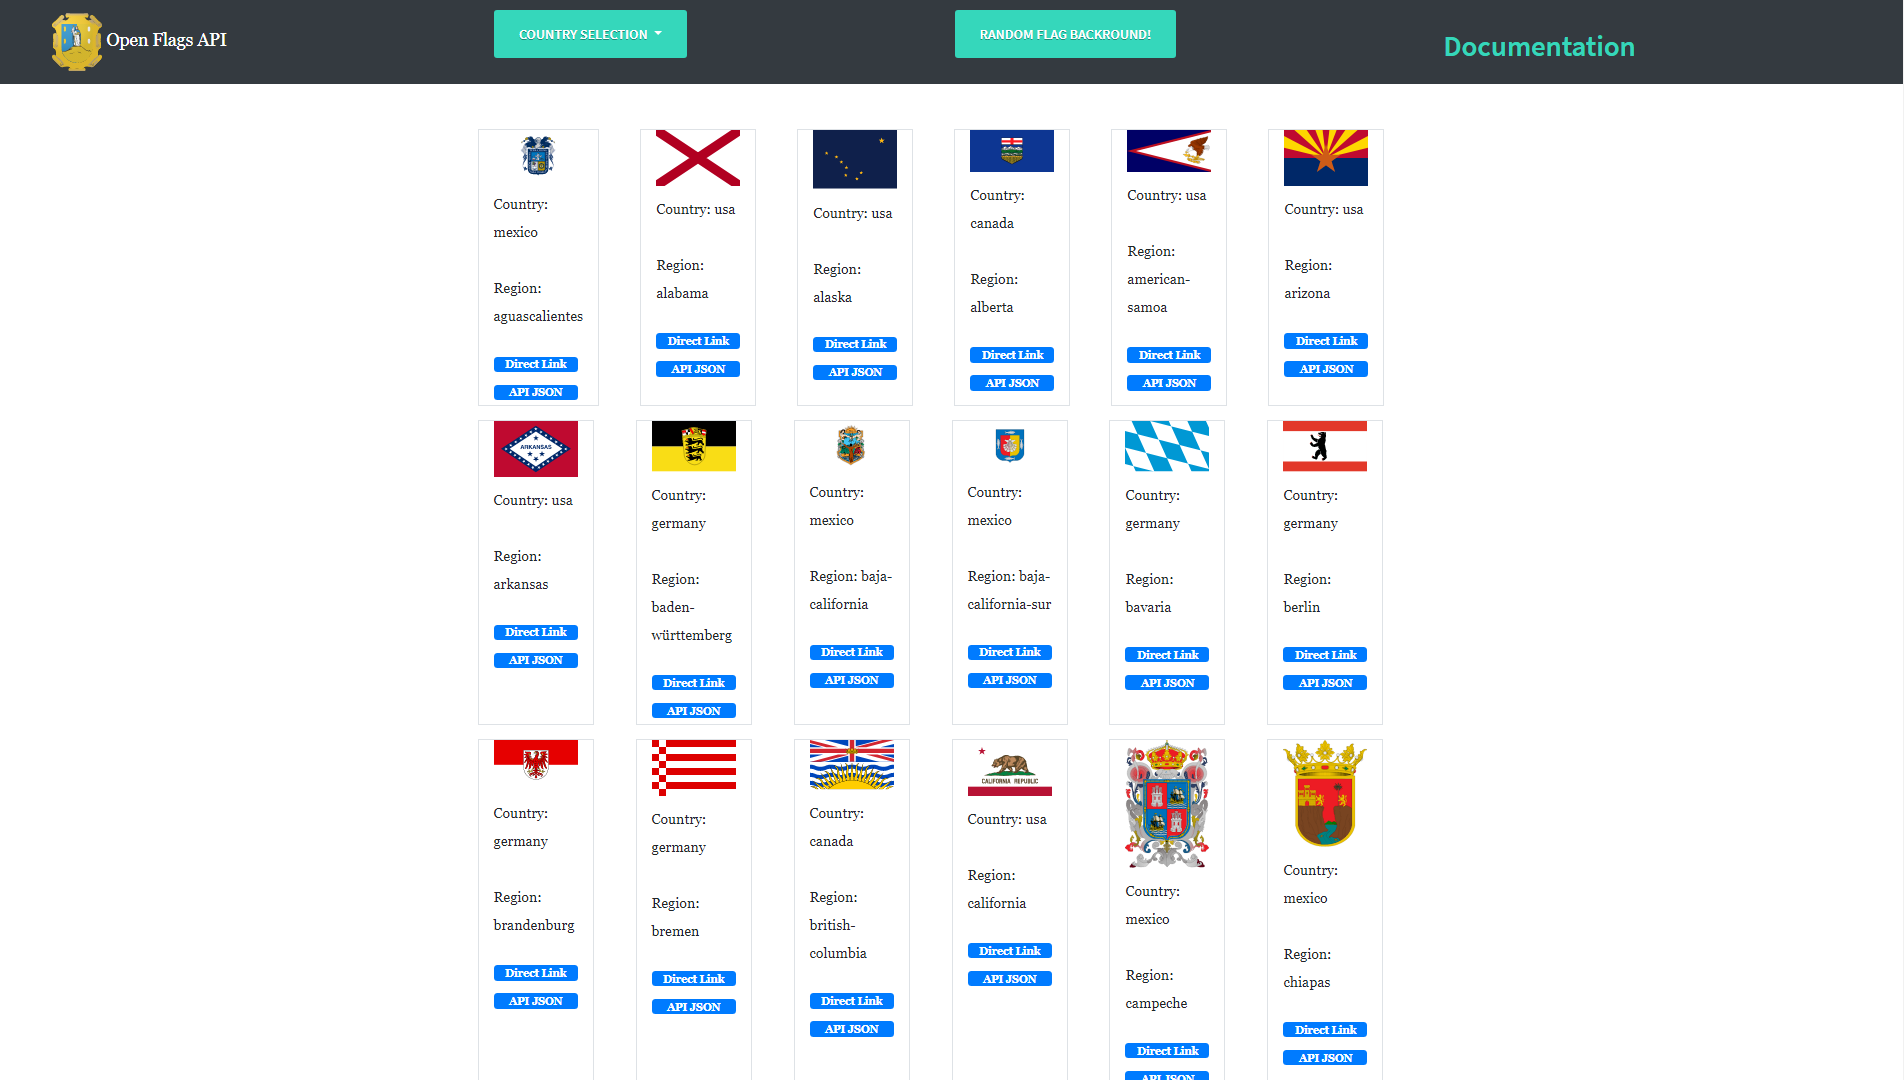 Open Flags API
COUNTRY SELECTION
RANDOM FLAG BACKROUND!
Documentation
Country:
mexico
Region:
aguascalientes
Direct Link
API JSON
Country: usa
Region:
alabama
Direct Link
API JSON
Country: usa
Region:
alaska
Direct Link
API JSON
Country:
canada
Region:
alberta
Direct Link
API JSON
Country: usa
Region:
american-
samoa
Direct Link
API JSON
Country: usa
Region:
arizona
Direct Link
API JSON
ARKANSAS
Country: usa
Region:
arkansas
Direct Link
API JSON
Country:
germany
Region:
baden-
württemberg
Direct Link
API JSON
Country:
mexico
Region: baja-
california
Direct Link
API JSON
Country:
mexico
Region: baja-
california-sur
Direct Link
API JSON
Country:
germany
Region:
bavaria
Direct Link
API JSON
Country:
germany
Region:
berlin
Direct Link
API JSON
Country:
germany
Region:
brandenburg
Direct Link
API JSON
Country:
germany
Region:
bremen
Direct Link
API JSON
Country:
canada
Region:
british-
columbia
Direct Link
API JSON
CALIFORNIA REPUBLIC
Country: usa
Region:
california
Direct Link
API JSON
Country:
mexico
Region:
campeche
Direct Link
API JSON
Country:
mexico
Region:
chiapas
Direct Link
API JSON